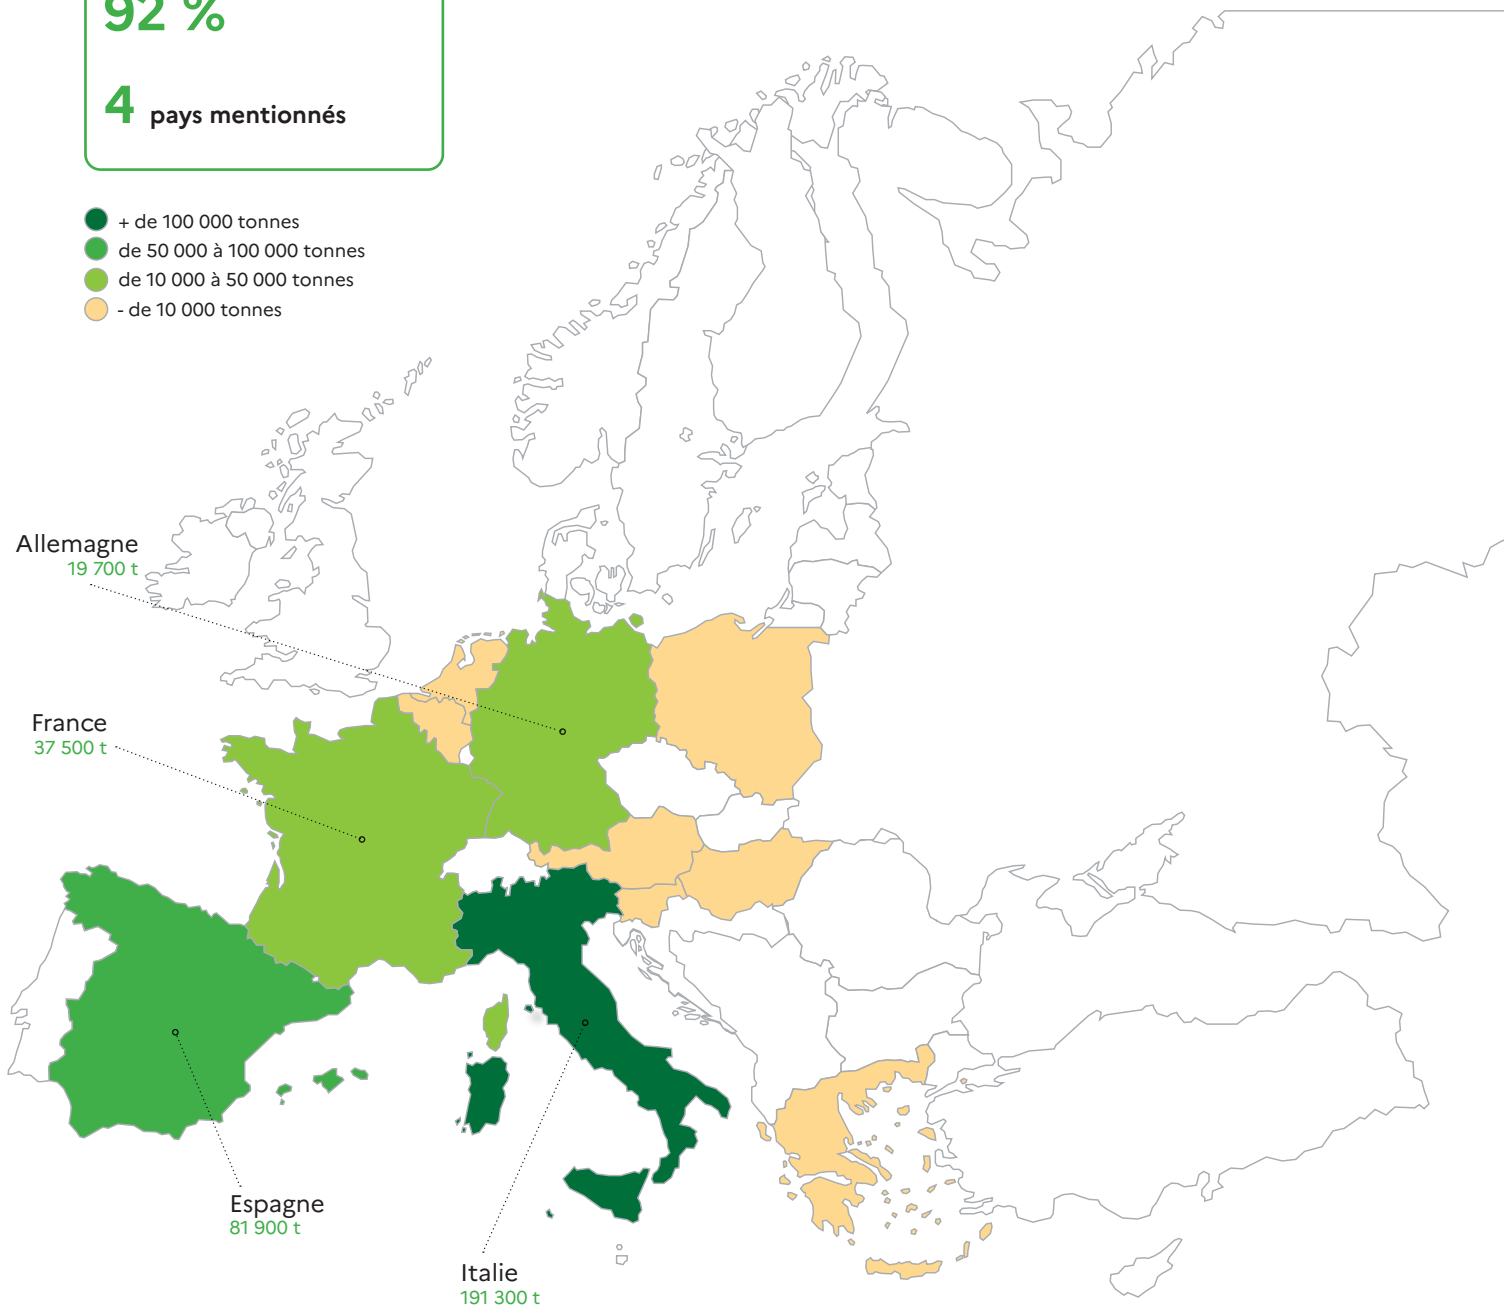 92 %
4 pays mentionnés
+ de 100 000 tonnes
de 50 000 à 100 000 tonnes
de 10 000 à 50 000 tonnes
- de 10 000 tonnes
Allemagne
19 700 t
France
37 500 t
Espagne
81 900 t
Italie
191 300 t